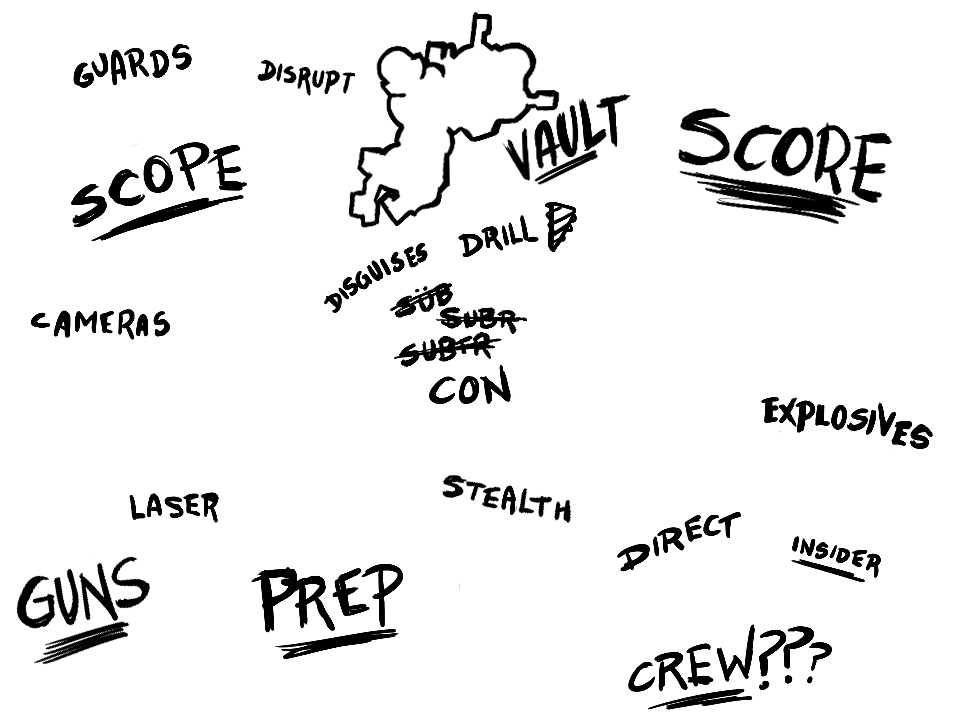 GUARDS
DISRUPT
SCOPE
VAULT
SCORE
DISGUISES
DRILL
SÜB
SUBR
SUBTR
CON
CAMERAS
EXPLOSIVES
LASER
STEALTH
DIRECT
INSIDER
GUNS
PREP
CREW???